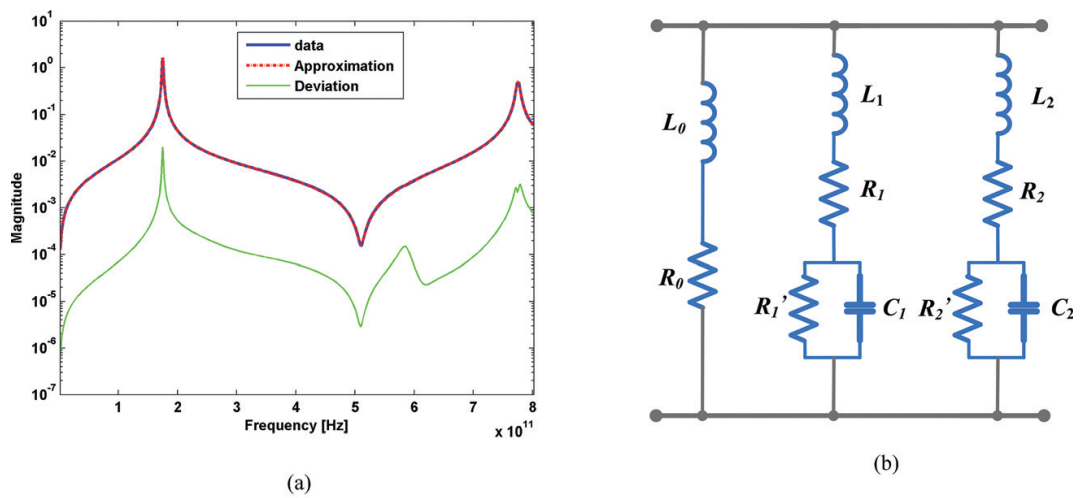 10^1
10^0
10^-1
10^-2
10^-3
10^-4
10^-5
10^-6
10^-7
Magnitude
data
Approximation
Deviation
1 2 3 4 5 6 7 8
Frequency [Hz]
x 10^11
(a)
L0
R0
L1
R1
R1'
C1
L2
R2
R2'
C2
(b)